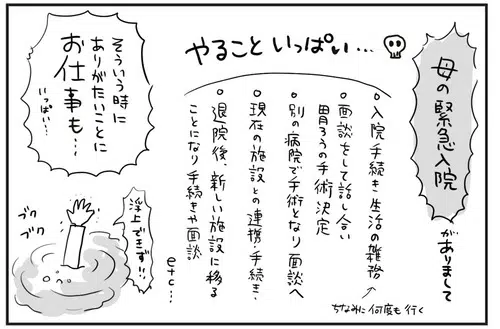 母の緊急入院
がありまして
やることいっぱい…
・入院手続き・生活の雑務
ちなみに何度も行く
・面談をして話し合い
胃ろうの手術決定
・別の病院で手術となり面談へ
・現在の施設との連携・手続き・
・退院後、新しい施設に移る
ことになり手続きや面談
etc…
そういう時に
ありがたいことに
お仕事も…
いっぱい…
浮上できず!!
ブク
ブク
ブク
ブク